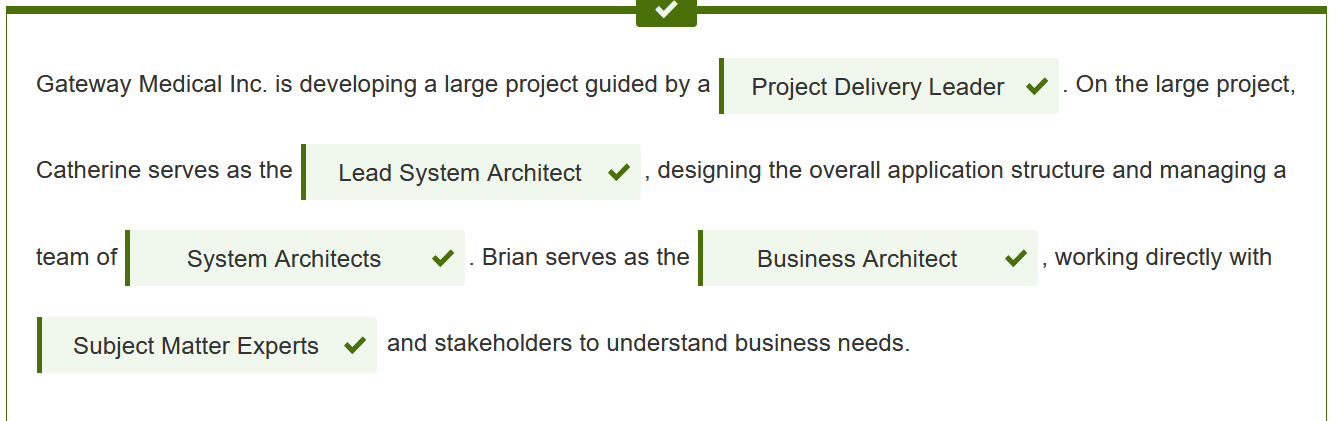 Gateway Medical Inc. is developing a large project guided by a Project Delivery Leader . On the large project,
Catherine serves as the Lead System Architect , designing the overall application structure and managing a
team of System Architects . Brian serves as the Business Architect , working directly with
Subject Matter Experts and stakeholders to understand business needs.